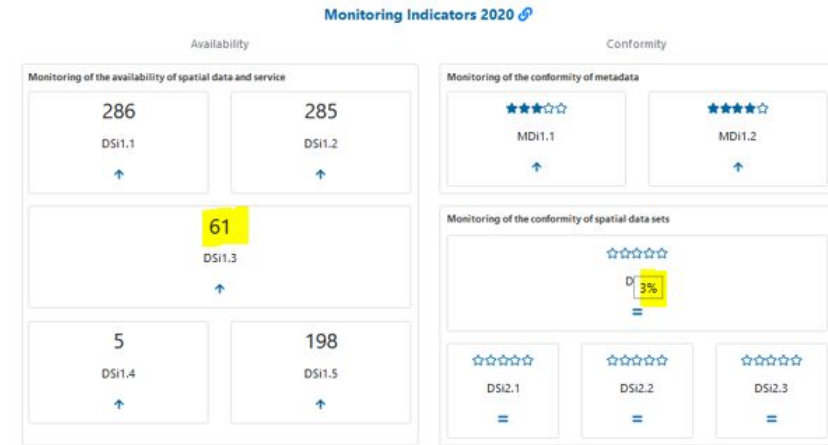 Monitoring Indicators 2020
Availability
Conformity
Monitoring of the availability of spatial data and service
286
DSi1.1
285
DSi1.2
61
DSi1.3
5
DSi1.4
198
DSi1.5
Monitoring of the conformity of metadata
MDi1.1
MDi1.2
Monitoring of the conformity of spatial data sets
D
3%
DSi2.1
DSi2.2
DSi2.3